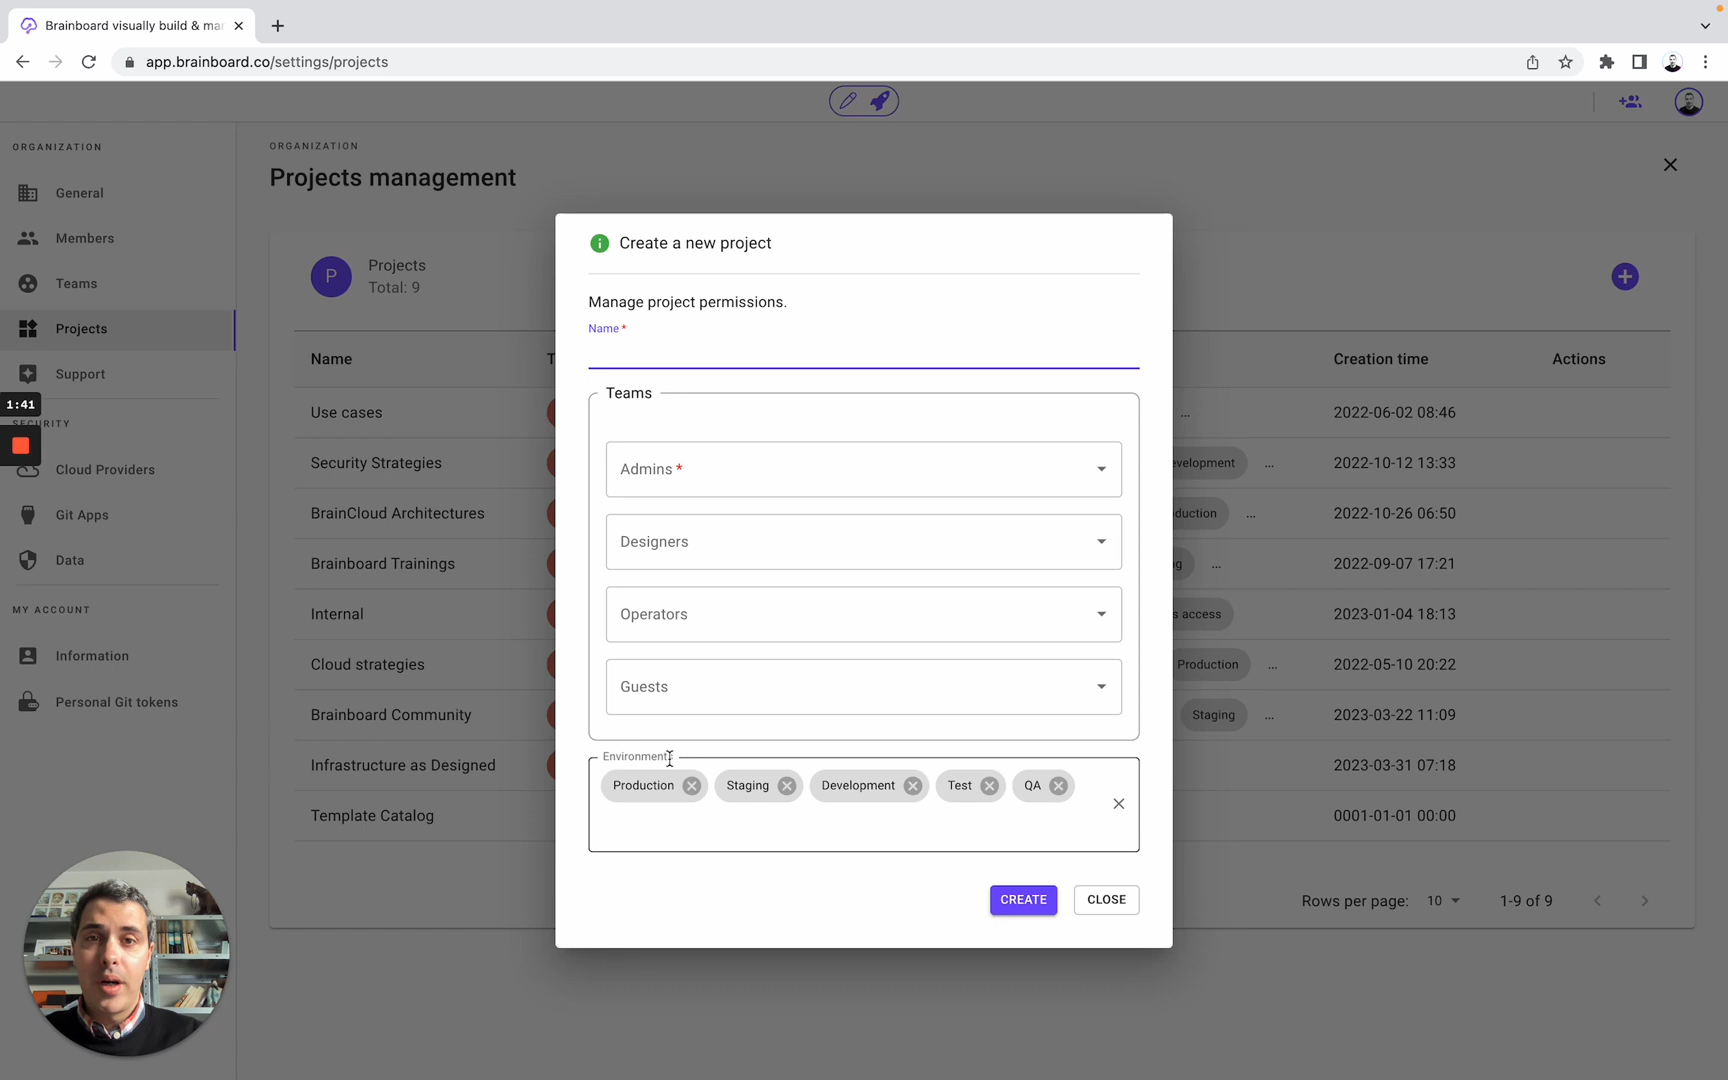 Brainboard visually build & ma
app.brainboard.co/settings/projects
ORGANIZATION
General
Members
Teams
Projects
Support
1:41
SECURITY
Cloud Providers
Git Apps
Data
MY ACCOUNT
Information
Personal Git tokens
ORGANIZATION
Projects management
P
Projects
Total: 9
Name T Creation time Actions
Use cases ... 2022-06-02 08:46
Security Strategies evelopment ... 2022-10-12 13:33
BrainCloud Architectures duction ... 2022-10-26 06:50
Brainboard Trainings g ... 2022-09-07 17:21
Internal s access 2023-01-04 18:13
Cloud strategies Production ... 2022-05-10 20:22
Brainboard Community Staging ... 2023-03-22 11:09
Infrastructure as Designed 2023-03-31 07:18
Template Catalog 0001-01-01 00:00
Rows per page: 10 1-9 of 9
Create a new project
Manage project permissions.
Name *
Teams
Admins *
Designers
Operators
Guests
Environments
Production Staging Development Test QA
CREATE CLOSE